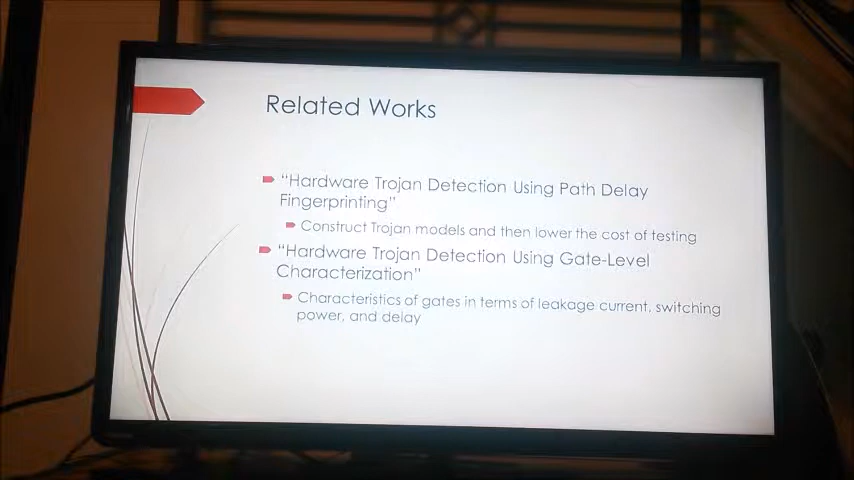 Related Works
“Hardware Trojan Detection Using Path Delay
Fingerprinting”
Construct Trojan models and then lower the cost of testing
“Hardware Trojan Detection Using Gate-Level
Characterization”
Characteristics of gates in terms of leakage current, switching
power, and delay